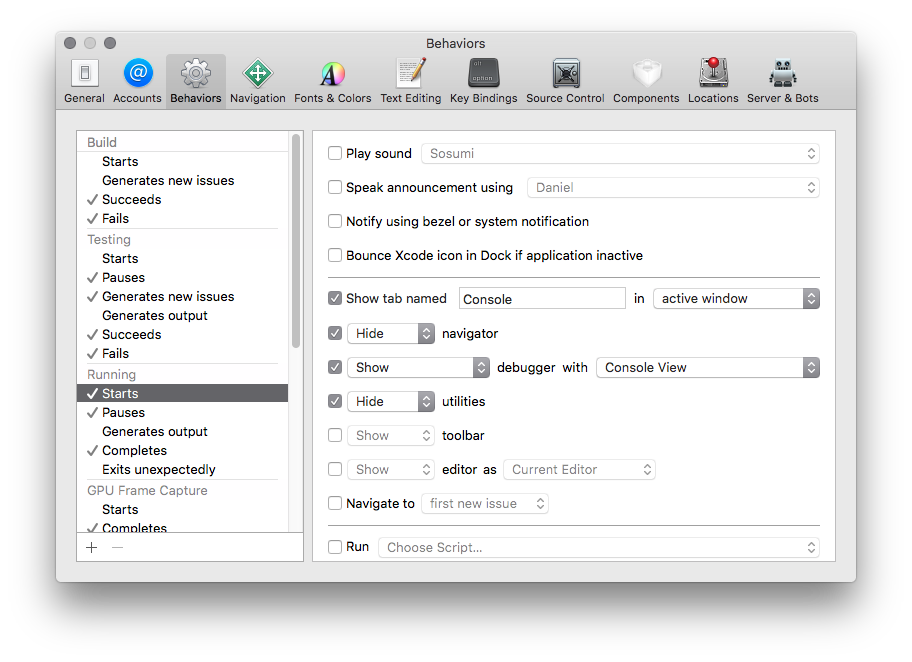 Behaviors
General Accounts Behaviors Navigation Fonts & Colors Text Editing Key Bindings Source Control Components Locations Server & Bots
alt
option
Build
Starts
Generates new issues
Succeeds
Fails
Testing
Starts
Pauses
Generates new issues
Generates output
Succeeds
Fails
Running
Starts
Pauses
Generates output
Completes
Exits unexpectedly
GPU Frame Capture
Starts
Completes
Play sound Sosumi
Speak announcement using Daniel
Notify using bezel or system notification
Bounce Xcode icon in Dock if application inactive
Show tab named Console in active window
Hide navigator
Show debugger with Console View
Hide utilities
Show toolbar
Show editor as Current Editor
Navigate to first new issue
Run Choose Script...